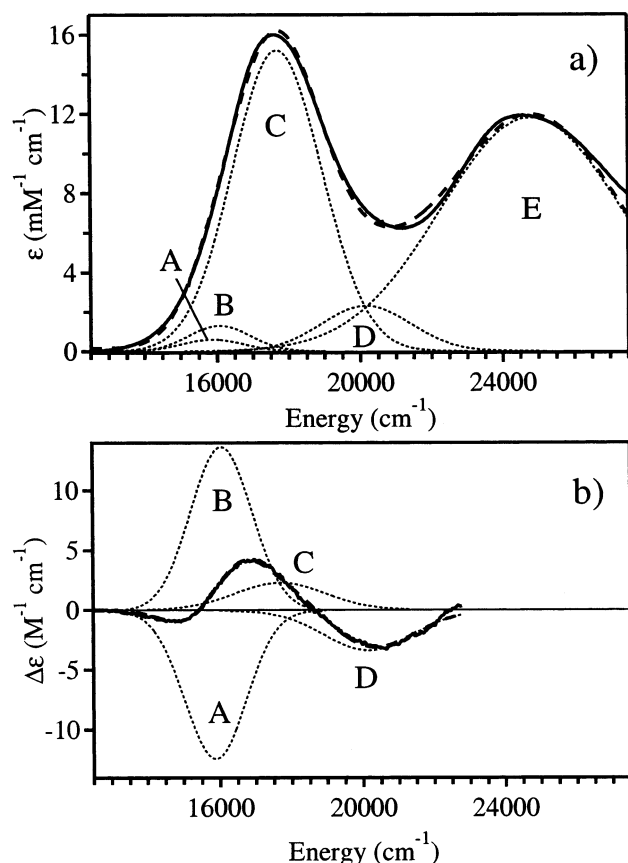 a)
16
12
8
4
0
ε (mM⁻¹ cm⁻¹)
A
B
C
D
E
16000 20000 24000
Energy (cm⁻¹)
b)
10
5
0
-5
-10
Δε (M⁻¹ cm⁻¹)
B
C
A
D
16000 20000 24000
Energy (cm⁻¹)